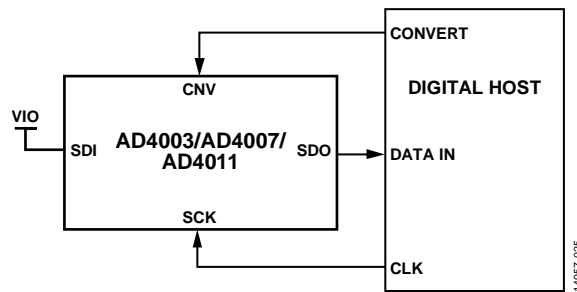 CONVERT
CNV
DIGITAL HOST
VIO
SDI
AD4003/AD4007/
AD4011
SDO
DATA IN
SCK
CLK